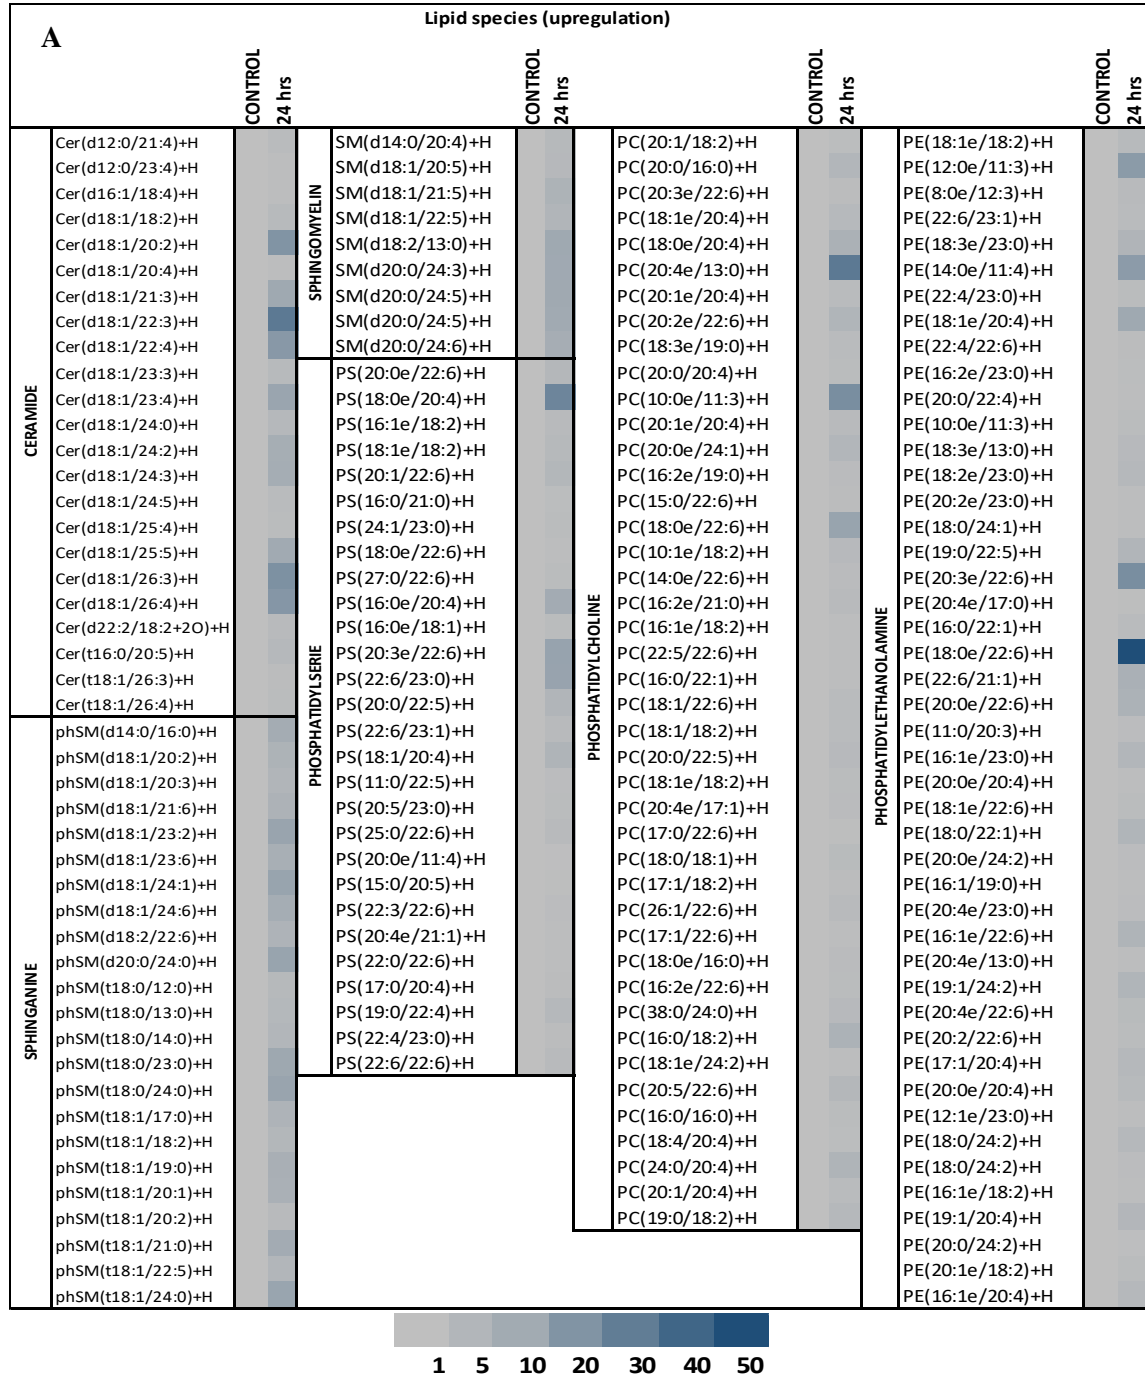 Lipid species (upregulation)
A
CONTROL
24 hrs
CONTROL
24 hrs
CONTROL
24 hrs
CONTROL
24 hrs
CERAMIDE
Cer(d12:0/21:4)+H
Cer(d12:0/23:4)+H
Cer(d16:1/18:4)+H
Cer(d18:1/18:2)+H
Cer(d18:1/20:2)+H
Cer(d18:1/20:4)+H
Cer(d18:1/21:3)+H
Cer(d18:1/22:3)+H
Cer(d18:1/22:4)+H
Cer(d18:1/23:3)+H
Cer(d18:1/23:4)+H
Cer(d18:1/24:0)+H
Cer(d18:1/24:2)+H
Cer(d18:1/24:3)+H
Cer(d18:1/24:5)+H
Cer(d18:1/25:4)+H
Cer(d18:1/25:5)+H
Cer(d18:1/26:3)+H
Cer(d18:1/26:4)+H
Cer(d22:2/18:2+2O)+H
Cer(t16:0/20:5)+H
Cer(t18:1/26:3)+H
Cer(t18:1/26:4)+H
SPHINGANINE
phSM(d14:0/16:0)+H
phSM(d18:1/20:2)+H
phSM(d18:1/20:3)+H
phSM(d18:1/21:6)+H
phSM(d18:1/23:2)+H
phSM(d18:1/23:6)+H
phSM(d18:1/24:1)+H
phSM(d18:1/24:6)+H
phSM(d18:2/22:6)+H
phSM(d20:0/24:0)+H
phSM(t18:0/12:0)+H
phSM(t18:0/13:0)+H
phSM(t18:0/14:0)+H
phSM(t18:0/23:0)+H
phSM(t18:0/24:0)+H
phSM(t18:1/17:0)+H
phSM(t18:1/18:2)+H
phSM(t18:1/19:0)+H
phSM(t18:1/20:1)+H
phSM(t18:1/20:2)+H
phSM(t18:1/21:0)+H
phSM(t18:1/22:5)+H
phSM(t18:1/24:0)+H
SPHINGOMYELIN
SM(d14:0/20:4)+H
SM(d18:1/20:5)+H
SM(d18:1/21:5)+H
SM(d18:1/22:5)+H
SM(d18:2/13:0)+H
SM(d20:0/24:3)+H
SM(d20:0/24:5)+H
SM(d20:0/24:5)+H
SM(d20:0/24:6)+H
PHOSPHATIDYLSERIE
PS(20:0e/22:6)+H
PS(18:0e/20:4)+H
PS(16:1e/18:2)+H
PS(18:1e/18:2)+H
PS(20:1/22:6)+H
PS(16:0/21:0)+H
PS(24:1/23:0)+H
PS(18:0e/22:6)+H
PS(27:0/22:6)+H
PS(16:0e/20:4)+H
PS(16:0e/18:1)+H
PS(20:3e/22:6)+H
PS(22:6/23:0)+H
PS(20:0/22:5)+H
PS(22:6/23:1)+H
PS(18:1/20:4)+H
PS(11:0/22:5)+H
PS(20:5/23:0)+H
PS(25:0/22:6)+H
PS(20:0e/11:4)+H
PS(15:0/20:5)+H
PS(22:3/22:6)+H
PS(20:4e/21:1)+H
PS(22:0/22:6)+H
PS(17:0/20:4)+H
PS(19:0/22:4)+H
PS(22:4/23:0)+H
PS(22:6/22:6)+H
PHOSPHATIDYLCHOLINE
PC(20:1/18:2)+H
PC(20:0/16:0)+H
PC(20:3e/22:6)+H
PC(18:1e/20:4)+H
PC(18:0e/20:4)+H
PC(20:4e/13:0)+H
PC(20:1e/20:4)+H
PC(20:2e/22:6)+H
PC(18:3e/19:0)+H
PC(20:0/20:4)+H
PC(10:0e/11:3)+H
PC(20:1e/20:4)+H
PC(20:0e/24:1)+H
PC(16:2e/19:0)+H
PC(15:0/22:6)+H
PC(18:0e/22:6)+H
PC(10:1e/18:2)+H
PC(14:0e/22:6)+H
PC(16:2e/21:0)+H
PC(16:1e/18:2)+H
PC(22:5/22:6)+H
PC(16:0/22:1)+H
PC(18:1/22:6)+H
PC(18:1/18:2)+H
PC(20:0/22:5)+H
PC(18:1e/18:2)+H
PC(20:4e/17:1)+H
PC(17:0/22:6)+H
PC(18:0/18:1)+H
PC(17:1/18:2)+H
PC(26:1/22:6)+H
PC(17:1/22:6)+H
PC(18:0e/16:0)+H
PC(16:2e/22:6)+H
PC(38:0/24:0)+H
PC(16:0/18:2)+H
PC(18:1e/24:2)+H
PC(20:5/22:6)+H
PC(16:0/16:0)+H
PC(18:4/20:4)+H
PC(24:0/20:4)+H
PC(20:1/20:4)+H
PC(19:0/18:2)+H
PHOSPHATIDYLETHANOLAMINE
PE(18:1e/18:2)+H
PE(12:0e/11:3)+H
PE(8:0e/12:3)+H
PE(22:6/23:1)+H
PE(18:3e/23:0)+H
PE(14:0e/11:4)+H
PE(22:4/23:0)+H
PE(18:1e/20:4)+H
PE(22:4/22:6)+H
PE(16:2e/23:0)+H
PE(20:0/22:4)+H
PE(10:0e/11:3)+H
PE(18:3e/13:0)+H
PE(18:2e/23:0)+H
PE(20:2e/23:0)+H
PE(18:0/24:1)+H
PE(19:0/22:5)+H
PE(20:3e/22:6)+H
PE(20:4e/17:0)+H
PE(16:0/22:1)+H
PE(18:0e/22:6)+H
PE(22:6/21:1)+H
PE(20:0e/22:6)+H
PE(11:0/20:3)+H
PE(16:1e/23:0)+H
PE(20:0e/20:4)+H
PE(18:1e/22:6)+H
PE(18:0/22:1)+H
PE(20:0e/24:2)+H
PE(16:1/19:0)+H
PE(20:4e/23:0)+H
PE(16:1e/22:6)+H
PE(20:4e/13:0)+H
PE(19:1/24:2)+H
PE(20:4e/22:6)+H
PE(20:2/22:6)+H
PE(17:1/20:4)+H
PE(20:0e/20:4)+H
PE(12:1e/23:0)+H
PE(18:0/24:2)+H
PE(18:0/24:2)+H
PE(16:1e/18:2)+H
PE(19:1/20:4)+H
PE(20:0/24:2)+H
PE(20:1e/18:2)+H
PE(16:1e/20:4)+H
1 5 10 20 30 40 50